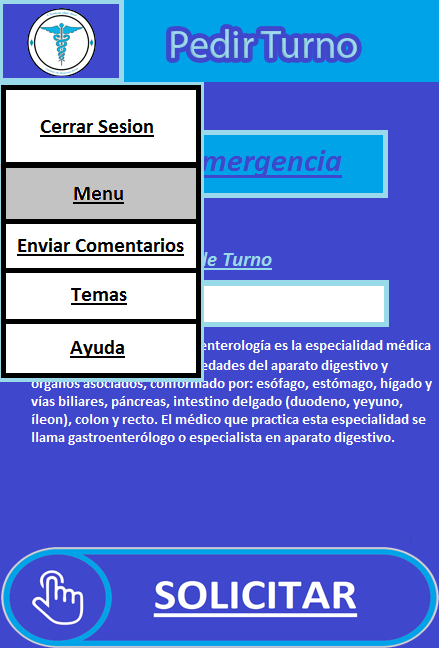 Pedir Turno
Cerrar Sesion
Menu
Enviar Comentarios
Temas
Ayuda
mergencia
de Turno
enterología es la especialidad médica
edades del aparato digestivo y
órganos asociados, conformado por: esófago, estómago, hígado y
vías biliares, páncreas, intestino delgado (duodeno, yeyuno,
íleon), colon y recto. El médico que practica esta especialidad se
llama gastroenterólogo o especialista en aparato digestivo.
SOLICITAR